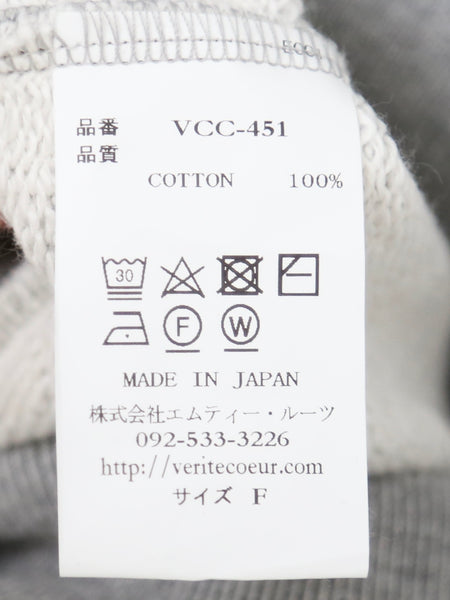 品番 VCC-451
品質
COTTON 100%
30
F W
MADE IN JAPAN
株式会社エムティー・ルーツ
092-533-3226
http://veritecoeur.com
サイズ F